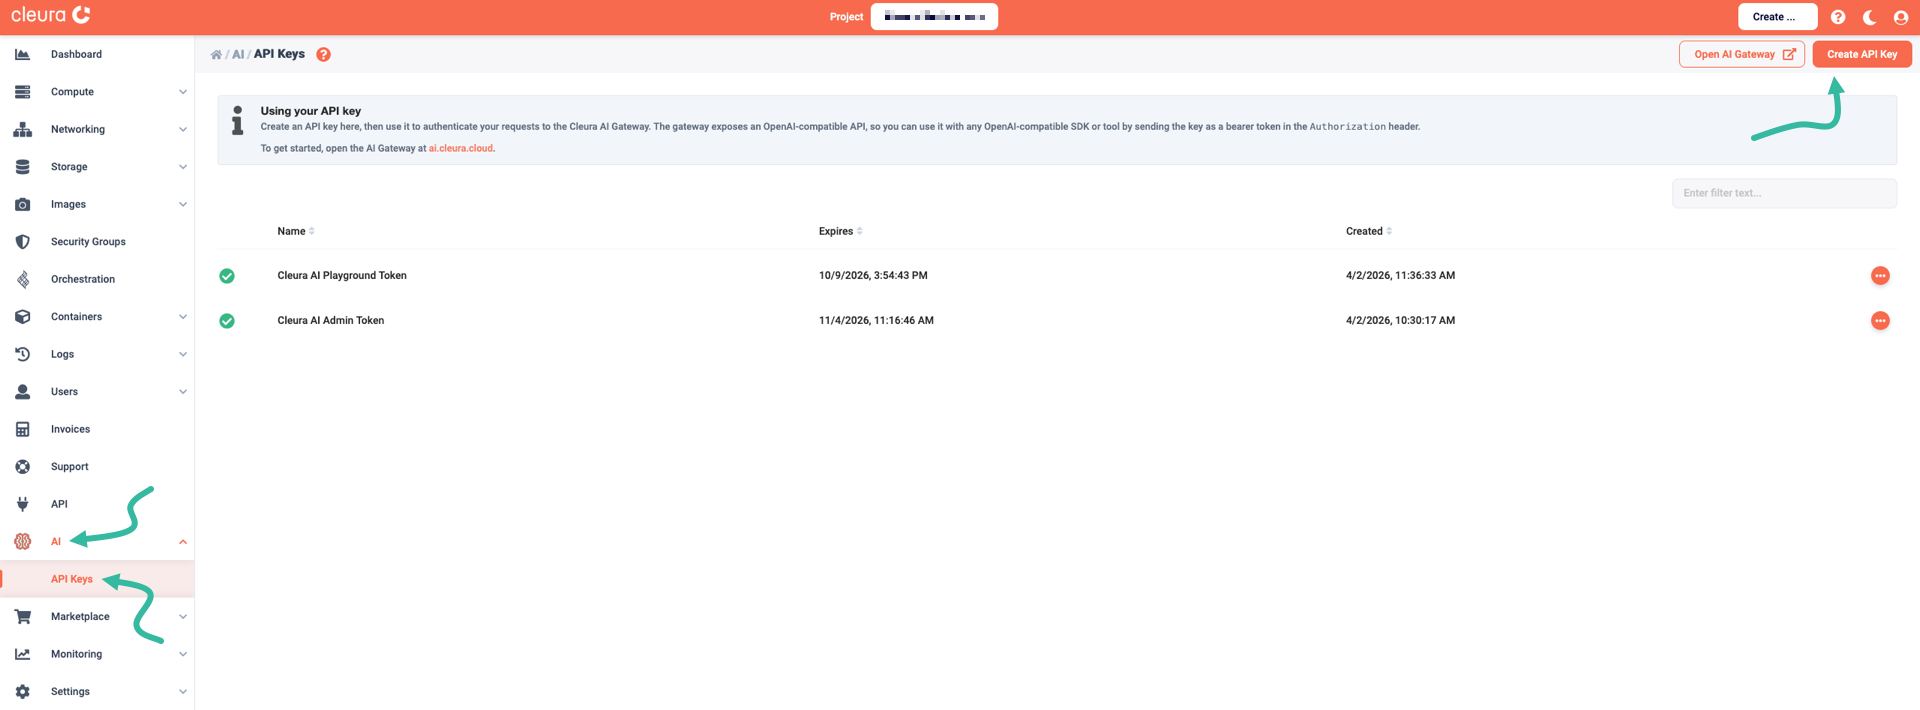 cleura
Project
Create ...
Dashboard
Compute
Networking
Storage
Images
Security Groups
Orchestration
Containers
Logs
Users
Invoices
Support
API
AI
API Keys
Marketplace
Monitoring
Settings
/ AI / API Keys
Open AI Gateway
Create API Key
Using your API key
Create an API key here, then use it to authenticate your requests to the Cleura AI Gateway. The gateway exposes an OpenAI-compatible API, so you can use it with any OpenAI-compatible SDK or tool by sending the key as a bearer token in the Authorization header.
To get started, open the AI Gateway at ai.cleura.cloud.
Enter filter text...
Name Expires Created
Cleura AI Playground Token 10/9/2026, 3:54:43 PM 4/2/2026, 11:36:33 AM
Cleura AI Admin Token 11/4/2026, 11:16:46 AM 4/2/2026, 10:30:17 AM